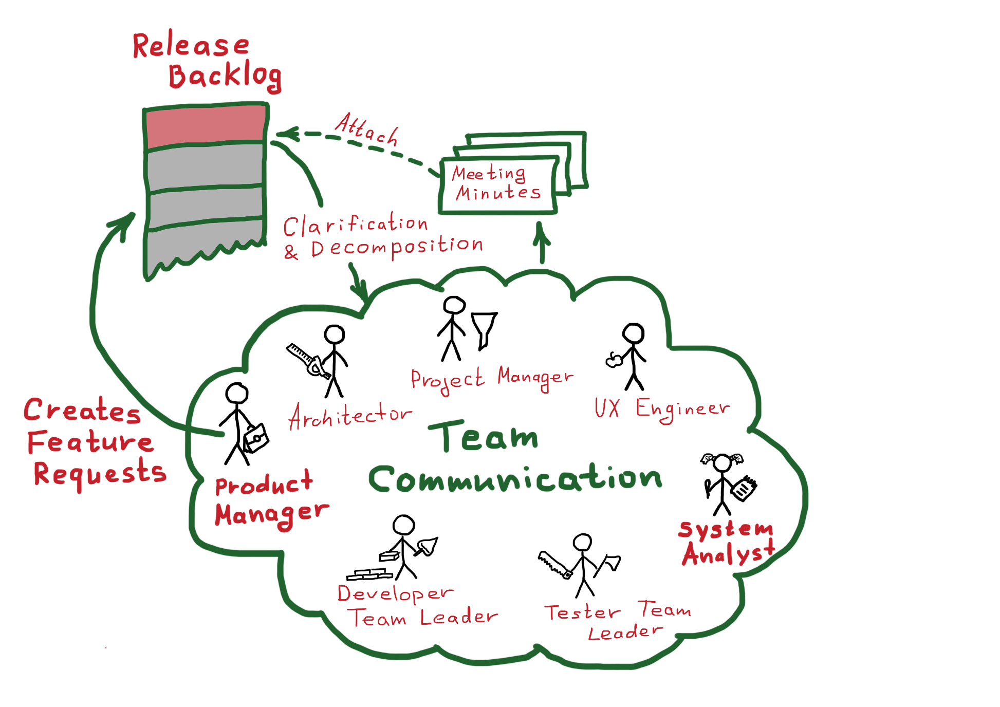 Release
Backlog
Attach
Meeting
Minutes
Clarification
& Decomposition
Creates
Feature
Requests
Project Manager
Architector
UX Engineer
Team
Communication
Product
Manager
System
Analyst
Developer
Team Leader
Tester Team
Leader